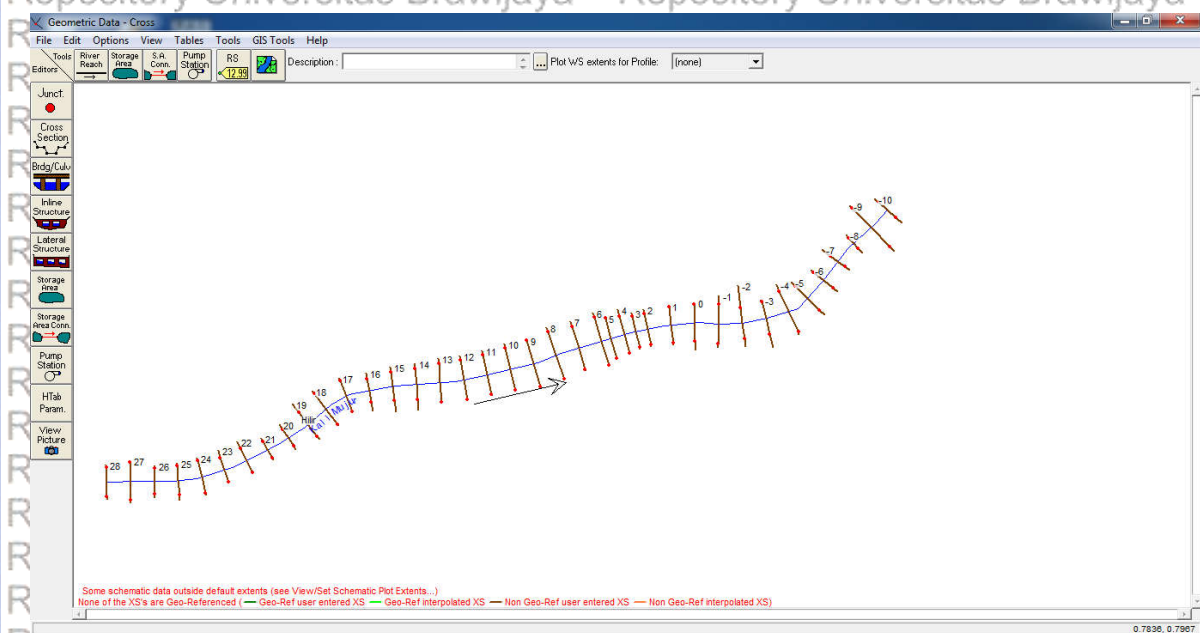 Repository Universitas Brawijaya
Repository Universitas Brawijaya
Geometric Data - Cross
File Edit Options View Tables Tools GIS Tools Help
Tools
Editors
River
Reach
Storage
Area
S.A.
Conn.
Pump
Station
RS
12.99
Description :
...
Plot WS extents for Profile:
(none)
Junct.
Cross
Section
Brdg/Culv
Inline
Structure
Lateral
Structure
Storage
Area
Storage
Area Conn.
Pump
Station
HTab
Param.
View
Picture
28
27
26
25
24
23
22
21
20
19
18
17
16
15
14
13
12
11
10
9
8
7
6
5
4
3
2
1
0
-1
-2
-3
-4
-5
-6
-7
-8
-9
-10
Hilir
Kali Mujur
Some schematic data outside default extents (see View/Set Schematic Plot Extents...)
None of the XS's are Geo-Referenced ( Geo-Ref user entered XS Geo-Ref interpolated XS Non Geo-Ref user entered XS Non Geo-Ref interpolated XS)
0.7836, 0.7967